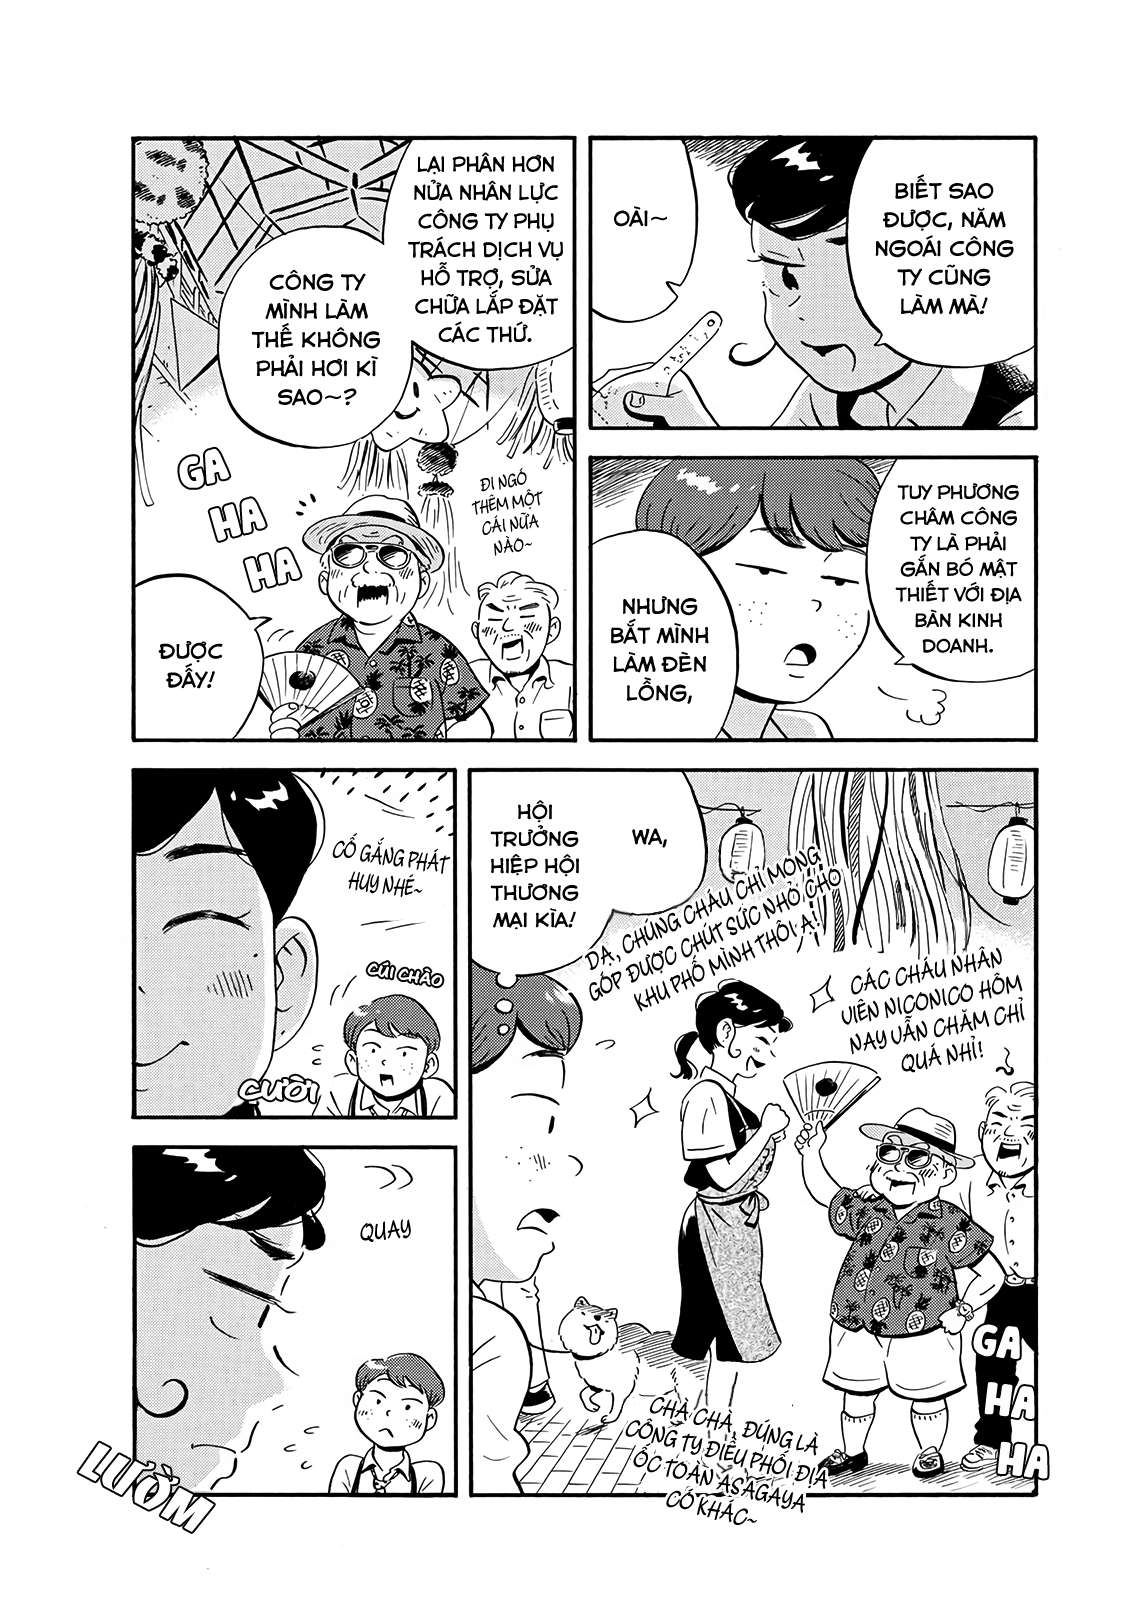 BIẾT SAO
ĐƯỢC, NĂM
NGOÁI CÔNG
TY CŨNG
LÀM MÀ!
OÀI~
LẠI PHÂN HƠN
NỬA NHÂN LỰC
CÔNG TY PHỤ
TRÁCH DỊCH VỤ
HỖ TRỢ, SỬA
CHỮA LẮP ĐẶT
CÁC THỨ.
CÔNG TY
MÌNH LÀM
THẾ KHÔNG
PHẢI HƠI KÌ
SAO~?
TUY PHƯƠNG
CHÂM CÔNG
TY LÀ PHẢI
GẮN BÓ MẬT
THIẾT VỚI ĐỊA
BÀN KINH
DOANH.
NHƯNG
BẮT MÌNH
LÀM ĐÈN
LỒNG,
GA
HA
HA
ĐI NGÓ
THÊM MỘT
CÁI NỮA
NÀO~
ĐƯỢC
ĐẤY!
WA,
HỘI
TRƯỞNG
HIỆP HỘI
THƯƠNG
MẠI KÌA!
CÁC CHÁU NHÂN
VIÊN NICONICO HÔM
NAY VẪN CHĂM CHỈ
QUÁ NHỈ!
DẠ, CHÚNG CHÁU CHỈ MONG
GÓP ĐƯỢC CHÚT SỨC NHỎ CHO
KHU PHỐ MÌNH THÔI Ạ!
GA
HA
HA
CHÀ CHÀ, ĐÚNG LÀ
CÔNG TY ĐIỀU PHỐI ĐỊA
ỐC TOÀN ASAGAYA
CÓ KHÁC~
CỐ GẮNG PHÁT
HUY NHÉ~
CÚI CHÀO
CƯỜI
QUAY
LƯỜM